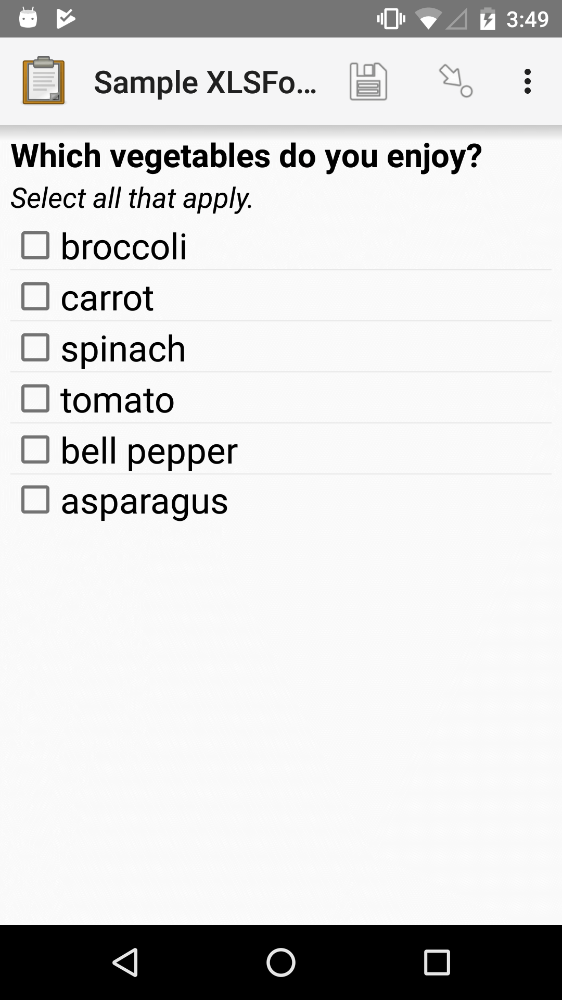 3:49
Sample XLSFo...
Which vegetables do you enjoy?
Select all that apply.
broccoli
carrot
spinach
tomato
bell pepper
asparagus